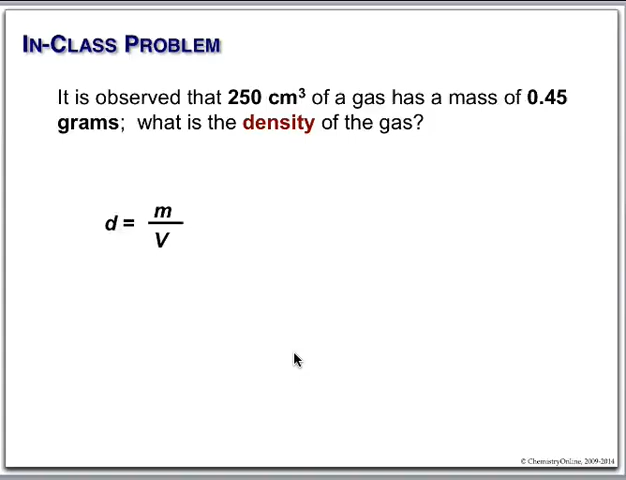 IN-CLASS PROBLEM
It is observed that 250 cm³ of a gas has a mass of 0.45
grams;  what is the density of the gas?
m
d =
V
© ChemistryOnline, 2009-2014